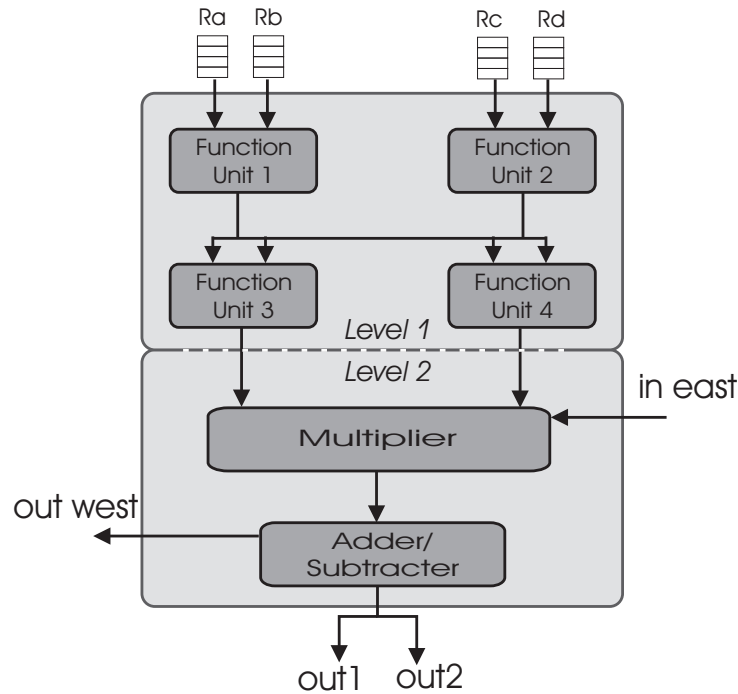 Ra Rb Rc Rd
Function
Unit 1
Function
Unit 2
Function
Unit 3
Function
Unit 4
Level 1
Level 2
in east
Multiplier
out west
Adder/
Subtracter
out1 out2